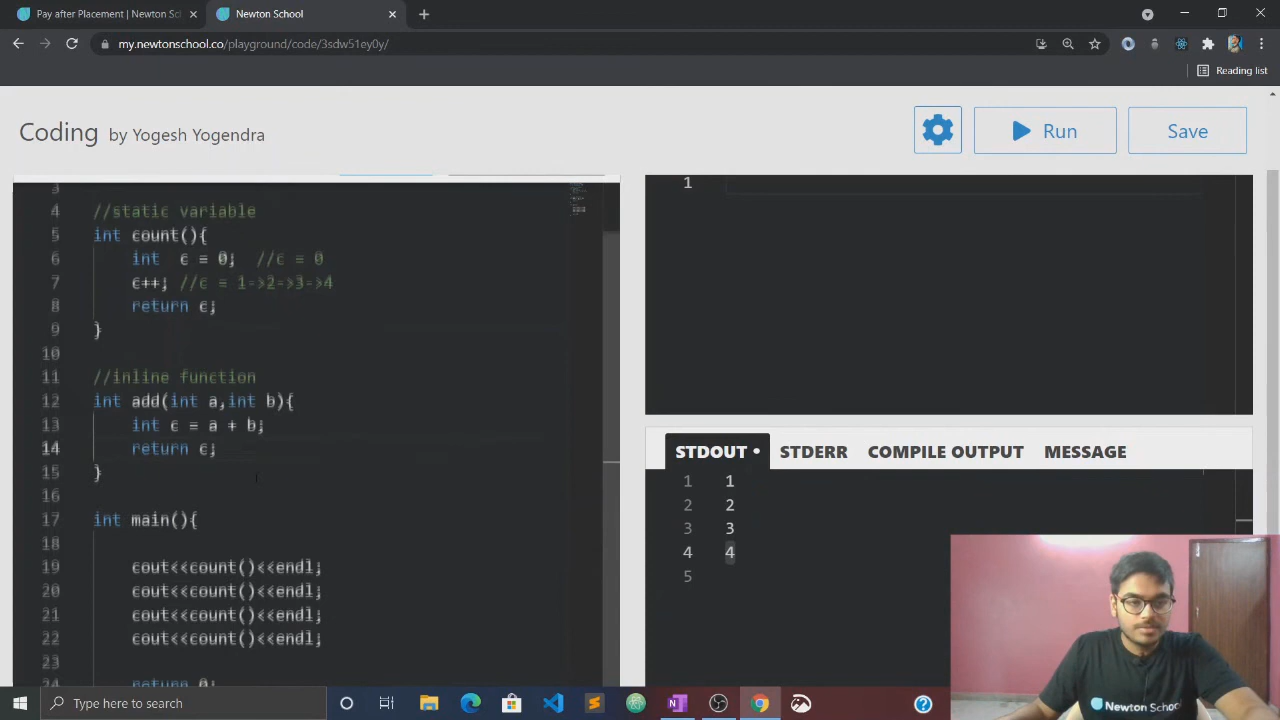 Pay after Placement | Newton Sc
Newton School
my.newtonschool.co/playground/code/3sdw51ey0y/
Reading list
Coding by Yogesh Yogendra
Run
Save
3
4 //static variable
5 int count(){
6 int c = 0; //c = 0
7 c++; //c = 1->2->3->4
8 return c;
9 }
10
11 //inline function
12 int add(int a,int b){
13 int c = a + b;
14 return c;
15 }
16
17 int main(){
18
19 cout<<count()<<endl;
20 cout<<count()<<endl;
21 cout<<count()<<endl;
22 cout<<count()<<endl;
23
24 return 0;
1
STDOUT • STDERR COMPILE OUTPUT MESSAGE
1 1
2 2
3 3
4 4
5
Newton School
Type here to search